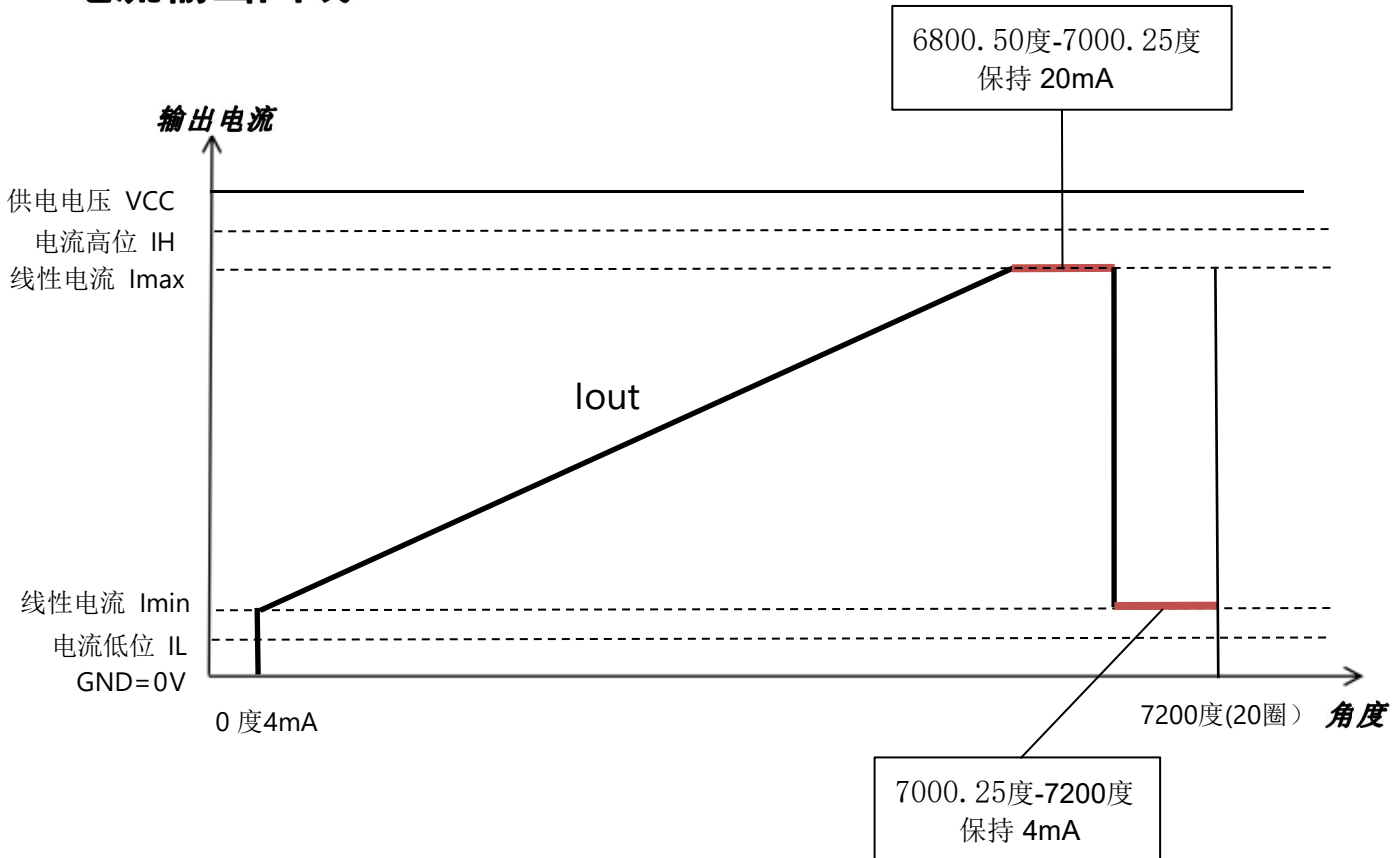 6800.50度-7000.25度
保持 20mA
输出电流
供电电压 VCC
电流高位 IH
线性电流 Imax
Iout
线性电流 Imin
电流低位 IL
GND=0V
0 度4mA
7200度(20圈）
角度
7000.25度-7200度
保持 4mA